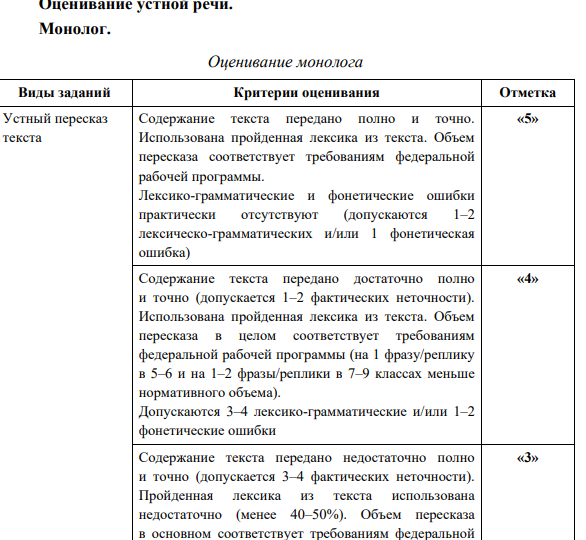 Оценивание устной речи.
Монолог.
Оценивание монолога
Виды заданий Критерии оценивания Отметка
Устный пересказ
текста
Содержание текста передано полно и точно.
Использована пройденная лексика из текста. Объем
пересказа соответствует требованиям федеральной
рабочей программы.
Лексико-грамматические и фонетические ошибки
практически отсутствуют (допускаются 1–2
лексическо-грамматических и/или 1 фонетическая
ошибка)
«5»
Содержание текста передано достаточно полно
и точно (допускается 1–2 фактических неточности).
Использована пройденная лексика из текста. Объем
пересказа в целом соответствует требованиям
федеральной рабочей программы (на 1 фразу/реплику
в 5–6 и на 1–2 фразы/реплики в 7–9 классах меньше
нормативного объема).
Допускаются 3–4 лексико-грамматические и/или 1–2
фонетические ошибки
«4»
Содержание текста передано недостаточно полно
и точно (допускается 3–4 фактических неточности).
Пройденная лексика из текста использована
недостаточно (менее 40–50%). Объем пересказа
в основном соответствует требованиям федеральной
«3»